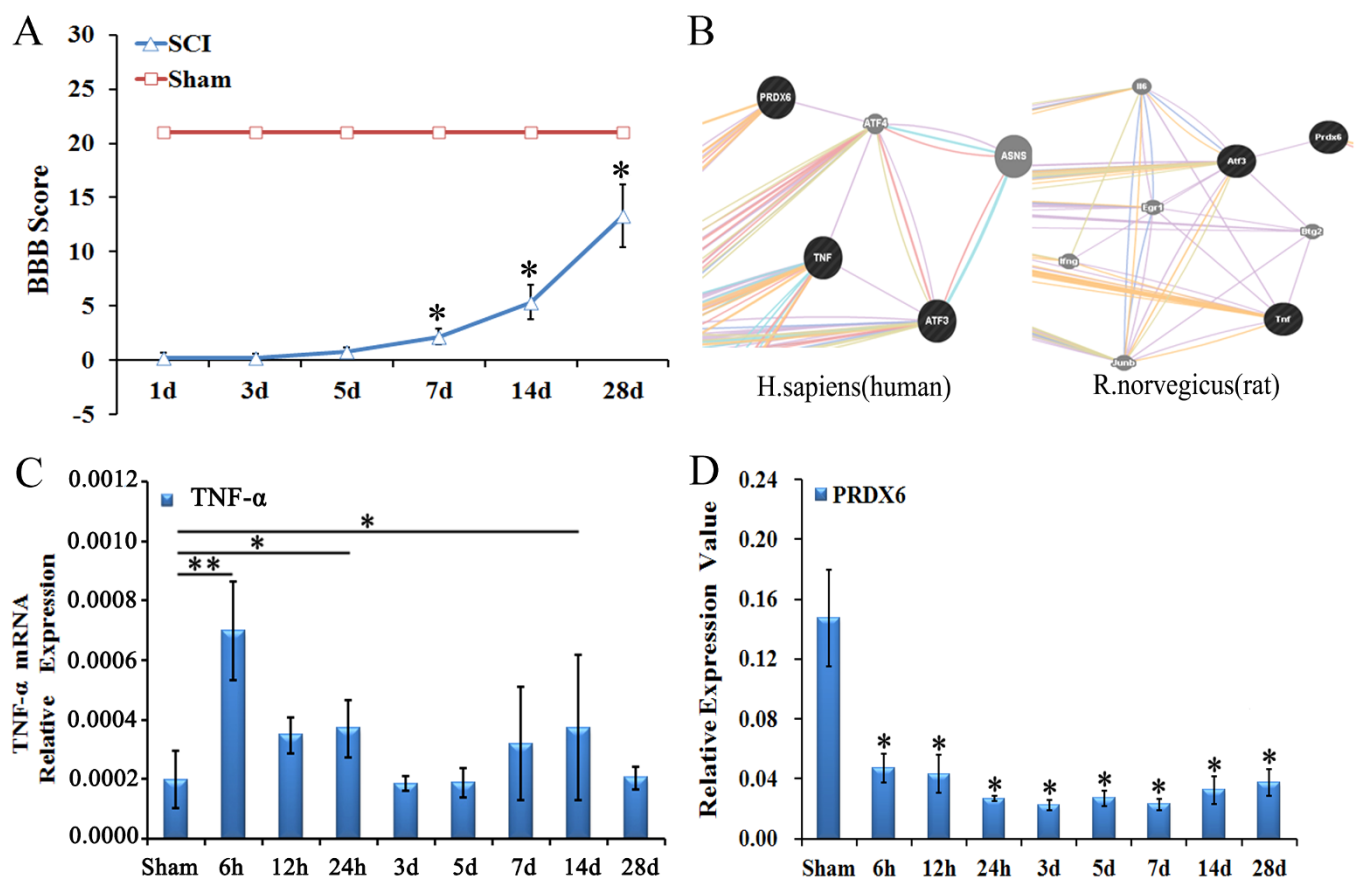 A
SCI
Sham
30
25
20
15
10
5
0
-5
BBB Score
1d 3d 5d 7d 14d 28d
*
*
*
B
PRDX6
ATF4
ASNS
TNF
ATF3
H.sapiens(human)
Il6
Prdx6
Atf3
Egr1
Btg2
Ifng
Tnf
Junb
R.norvegicus(rat)
C
TNF-α
0.0012
0.0010
0.0008
0.0006
0.0004
0.0002
0.0000
TNF-α mRNA
Relative Expression
*
*
**
Sham 6h 12h 24h 3d 5d 7d 14d 28d
D
PRDX6
0.24
0.20
0.16
0.12
0.08
0.04
0.00
Relative Expression Value
* * * * * * * *
Sham 6h 12h 24h 3d 5d 7d 14d 28d